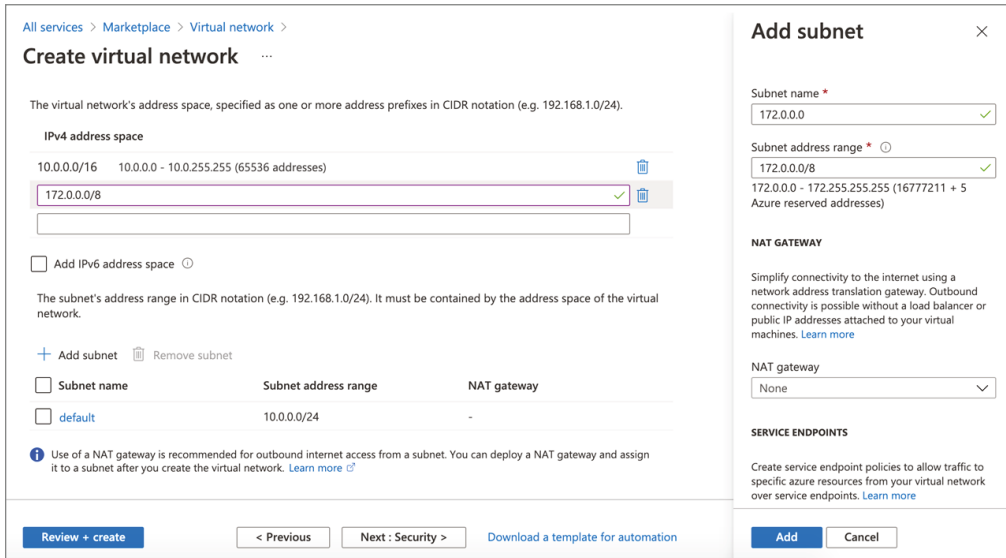 All services > Marketplace > Virtual network >
Create virtual network ...
The virtual network's address space, specified as one or more address prefixes in CIDR notation (e.g. 192.168.1.0/24).
IPv4 address space
10.0.0.0/16 10.0.0.0 - 10.0.255.255 (65536 addresses)
172.0.0.0/8
Add IPv6 address space
The subnet's address range in CIDR notation (e.g. 192.168.1.0/24). It must be contained by the address space of the virtual
network.
+ Add subnet Remove subnet
Subnet name Subnet address range NAT gateway
default 10.0.0.0/24 -
Use of a NAT gateway is recommended for outbound internet access from a subnet. You can deploy a NAT gateway and assign
it to a subnet after you create the virtual network. Learn more
Review + create < Previous Next : Security > Download a template for automation
Add subnet
Subnet name *
172.0.0.0
Subnet address range *
172.0.0.0/8
172.0.0.0 - 172.255.255.255 (16777211 + 5
Azure reserved addresses)
NAT GATEWAY
Simplify connectivity to the internet using a
network address translation gateway. Outbound
connectivity is possible without a load balancer or
public IP addresses attached to your virtual
machines. Learn more
NAT gateway
None
SERVICE ENDPOINTS
Create service endpoint policies to allow traffic to
specific azure resources from your virtual network
over service endpoints. Learn more
Add Cancel